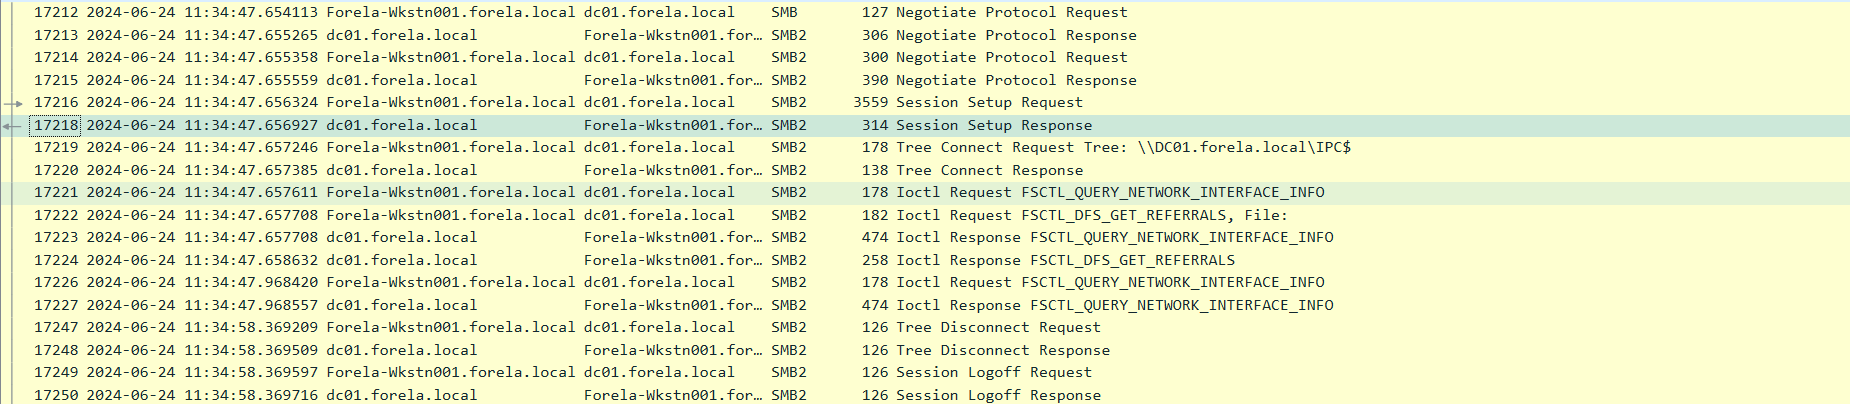 17212 2024-06-24 11:34:47.654113 Forela-Wkstn001.forela.local dc01.forela.local SMB 127 Negotiate Protocol Request
17213 2024-06-24 11:34:47.655265 dc01.forela.local Forela-Wkstn001.for… SMB2 306 Negotiate Protocol Response
17214 2024-06-24 11:34:47.655358 Forela-Wkstn001.forela.local dc01.forela.local SMB2 300 Negotiate Protocol Request
17215 2024-06-24 11:34:47.655559 dc01.forela.local Forela-Wkstn001.for… SMB2 390 Negotiate Protocol Response
17216 2024-06-24 11:34:47.656324 Forela-Wkstn001.forela.local dc01.forela.local SMB2 3559 Session Setup Request
17218 2024-06-24 11:34:47.656927 dc01.forela.local Forela-Wkstn001.for… SMB2 314 Session Setup Response
17219 2024-06-24 11:34:47.657246 Forela-Wkstn001.forela.local dc01.forela.local SMB2 178 Tree Connect Request Tree: \\DC01.forela.local\IPC$
17220 2024-06-24 11:34:47.657385 dc01.forela.local Forela-Wkstn001.for… SMB2 138 Tree Connect Response
17221 2024-06-24 11:34:47.657611 Forela-Wkstn001.forela.local dc01.forela.local SMB2 178 Ioctl Request FSCTL_QUERY_NETWORK_INTERFACE_INFO
17222 2024-06-24 11:34:47.657708 Forela-Wkstn001.forela.local dc01.forela.local SMB2 182 Ioctl Request FSCTL_DFS_GET_REFERRALS, File:
17223 2024-06-24 11:34:47.657708 dc01.forela.local Forela-Wkstn001.for… SMB2 474 Ioctl Response FSCTL_QUERY_NETWORK_INTERFACE_INFO
17224 2024-06-24 11:34:47.658632 dc01.forela.local Forela-Wkstn001.for… SMB2 258 Ioctl Response FSCTL_DFS_GET_REFERRALS
17226 2024-06-24 11:34:47.968420 Forela-Wkstn001.forela.local dc01.forela.local SMB2 178 Ioctl Request FSCTL_QUERY_NETWORK_INTERFACE_INFO
17227 2024-06-24 11:34:47.968557 dc01.forela.local Forela-Wkstn001.for… SMB2 474 Ioctl Response FSCTL_QUERY_NETWORK_INTERFACE_INFO
17247 2024-06-24 11:34:58.369209 Forela-Wkstn001.forela.local dc01.forela.local SMB2 126 Tree Disconnect Request
17248 2024-06-24 11:34:58.369509 dc01.forela.local Forela-Wkstn001.for… SMB2 126 Tree Disconnect Response
17249 2024-06-24 11:34:58.369597 Forela-Wkstn001.forela.local dc01.forela.local SMB2 126 Session Logoff Request
17250 2024-06-24 11:34:58.369716 dc01.forela.local Forela-Wkstn001.for… SMB2 126 Session Logoff Response